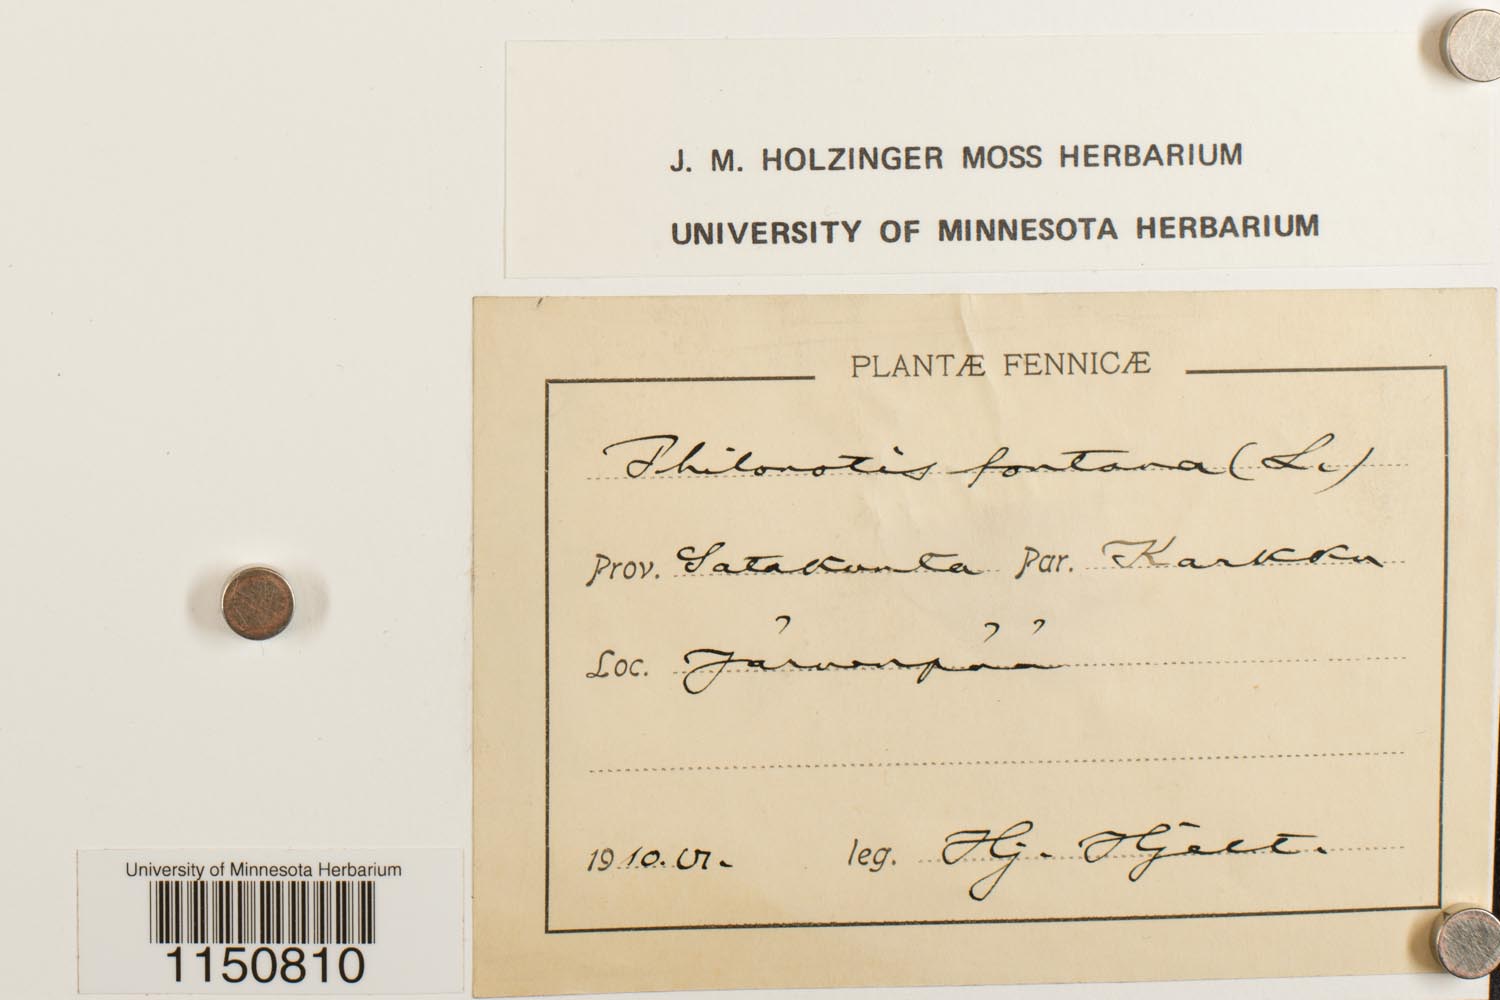 J. M. HOLZINGER MOSS HERBARIUM
UNIVERSITY OF MINNESOTA HERBARIUM
PLANTÆ FENNICÆ
Philonotis fontana (L.)
Prov. Satakunta Par. Karkku
Loc. Järvenpää
1910. VI. leg. Hj. Hjelt.
University of Minnesota Herbarium
1150810